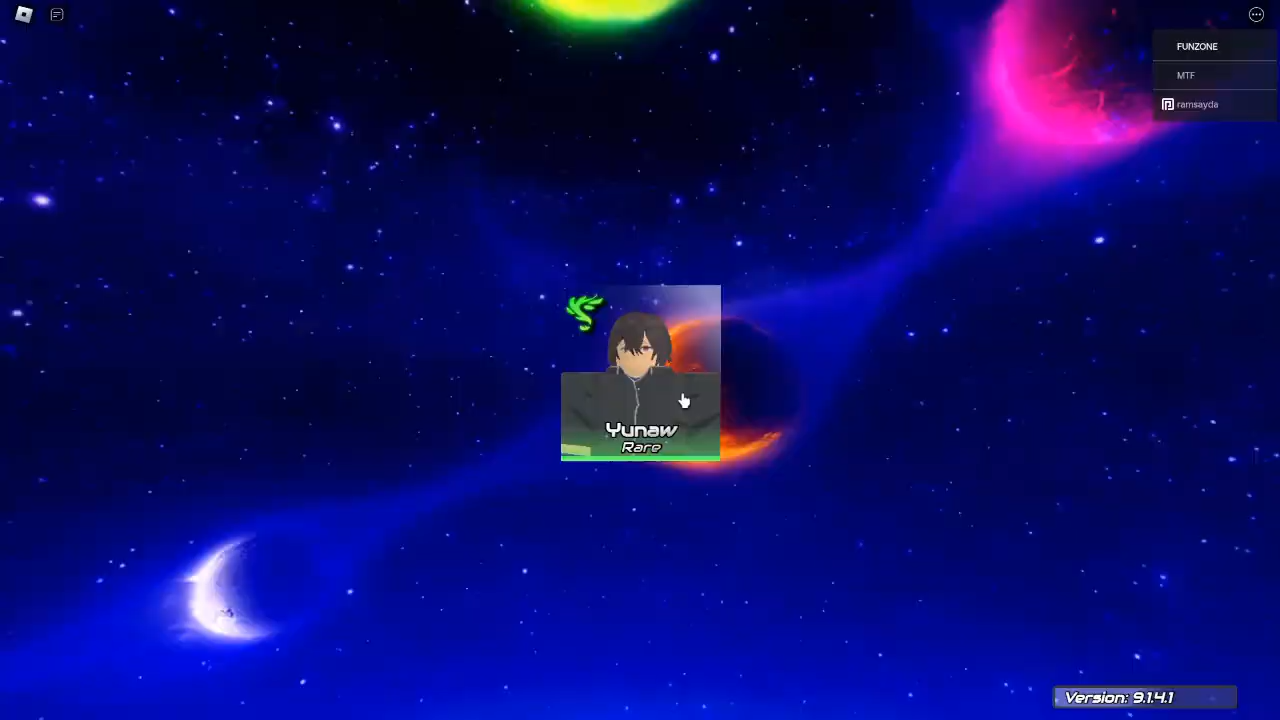 FUNZONE
MTF
ramsayda
Yunaw
Rare
Version: 9.1.4.1